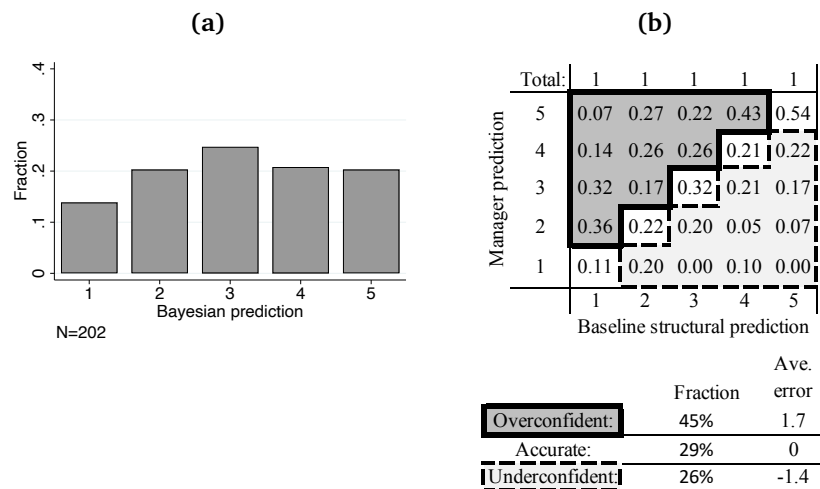 (a)
.4
.3
.2
.1
0
Fraction
1 2 3 4 5
Bayesian prediction
N=202
(b)
Total: 1 1 1 1 1
Manager prediction
5 0.07 0.27 0.22 0.43 0.54
4 0.14 0.26 0.26 0.21 0.22
3 0.32 0.17 0.32 0.21 0.17
2 0.36 0.22 0.20 0.05 0.07
1 0.11 0.20 0.00 0.10 0.00
1 2 3 4 5
Baseline structural prediction
Ave.
Fraction error
Overconfident: 45% 1.7
Accurate: 29% 0
Underconfident: 26% -1.4